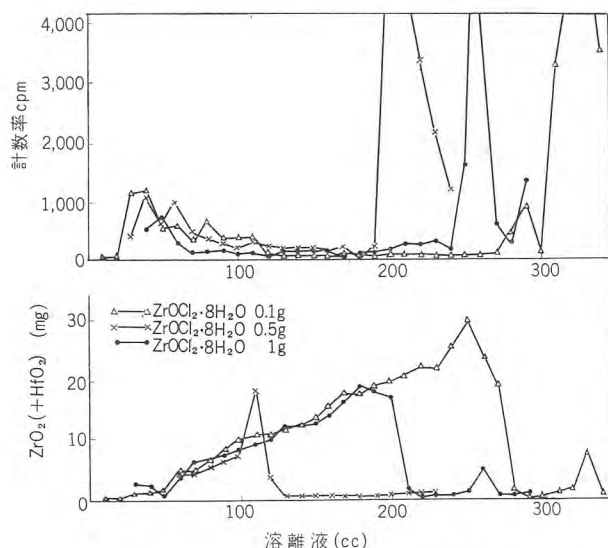 計数率cpm
4,000
3,000
2,000
1,000
0
100
200
300
ZrO₂(+HfO₂) (mg)
30
20
10
0
ZrOCl₂·8H₂O 0.1g
ZrOCl₂·8H₂O 0.5g
ZrOCl₂·8H₂O 1g
100
200
300
溶離液(cc)